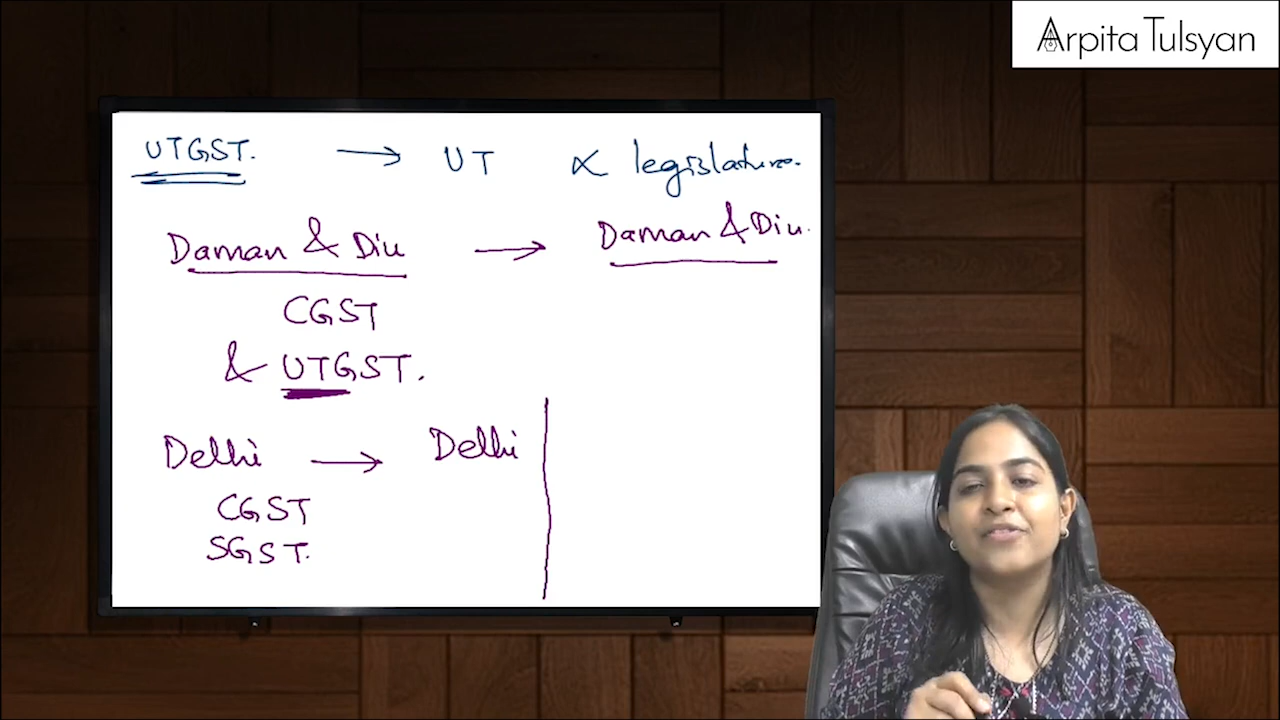 Arpita Tulsyan
UTGST. → UT ∝ legislature.
Daman & Diu → Daman & Diu.
CGST
& UTGST.
Delhi → Delhi
CGST
SGST.